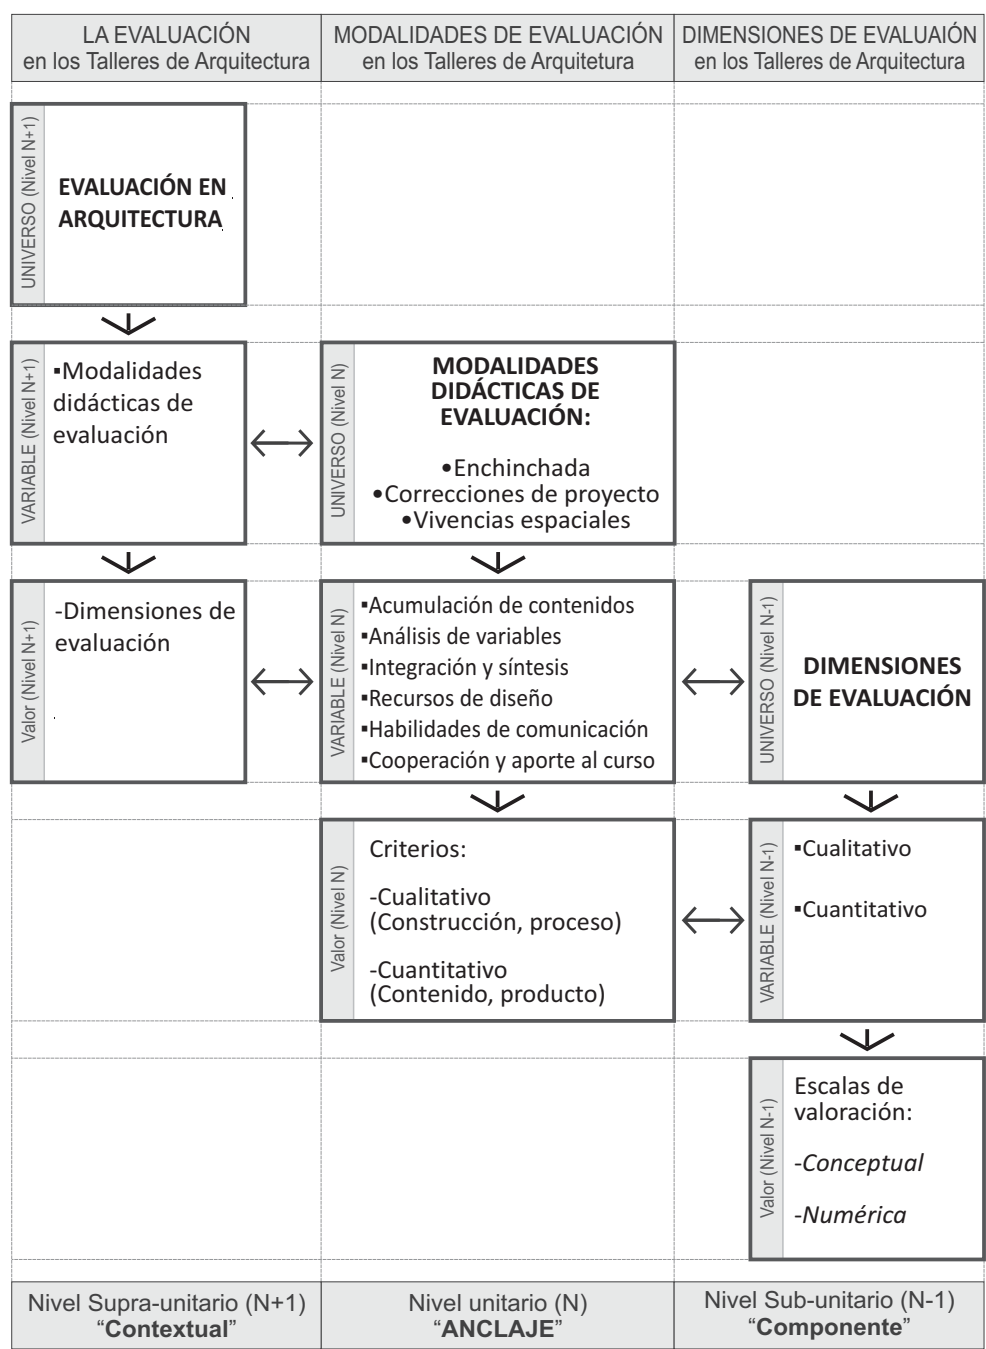 LA EVALUACIÓN
en los Talleres de Arquitectura
MODALIDADES DE EVALUACIÓN
en los Talleres de Arquitetura
DIMENSIONES DE EVALUAIÓN
en los Talleres de Arquitectura
UNIVERSO (Nivel N+1)
EVALUACIÓN EN
ARQUITECTURA
VARIABLE (Nivel N+1)
▪Modalidades
didácticas de
evaluación
UNIVERSO (Nivel N)
MODALIDADES
DIDÁCTICAS DE
EVALUACIÓN:
•Enchinchada
•Correcciones de proyecto
•Vivencias espaciales
Valor (Nivel N+1)
-Dimensiones de
evaluación
VARIABLE (Nivel N)
▪Acumulación de contenidos
▪Análisis de variables
▪Integración y síntesis
▪Recursos de diseño
▪Habilidades de comunicación
▪Cooperación y aporte al curso
UNIVERSO (Nivel N-1)
DIMENSIONES
DE EVALUACIÓN
Valor (Nivel N)
Criterios:
-Cualitativo
(Construcción, proceso)
-Cuantitativo
(Contenido, producto)
VARIABLE (Nivel N-1)
▪Cualitativo
▪Cuantitativo
Valor (Nivel N-1)
Escalas de
valoración:
-Conceptual
-Numérica
Nivel Supra-unitario (N+1)
“Contextual”
Nivel unitario (N)
“ANCLAJE”
Nivel Sub-unitario (N-1)
“Componente”